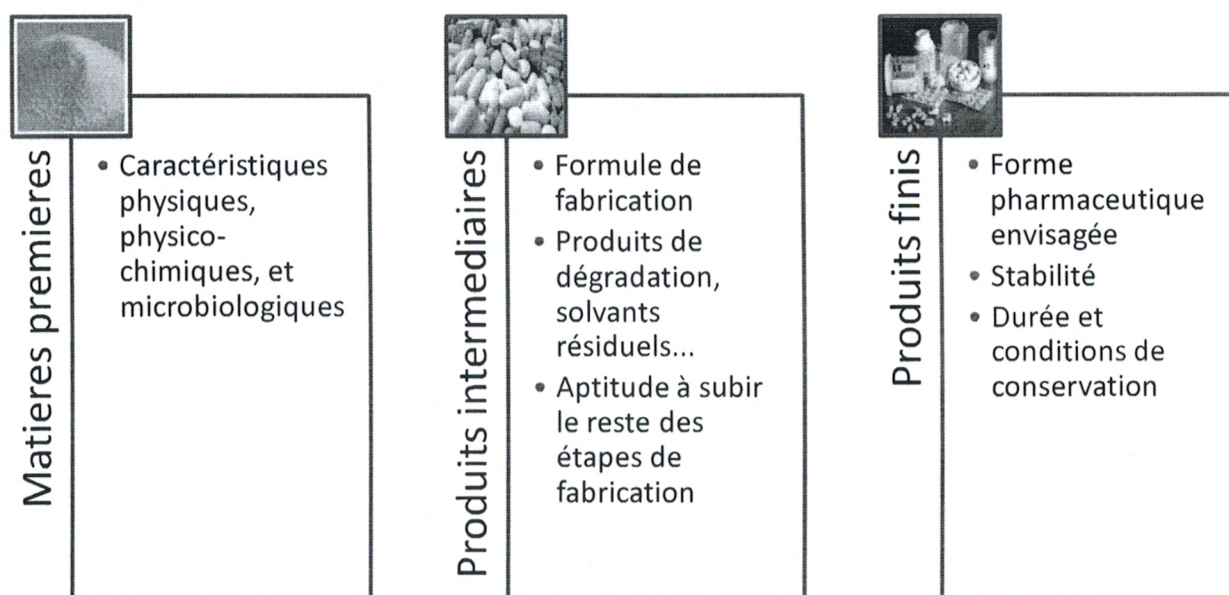 Matieres premieres
• Caractéristiques
physiques,
physico-
chimiques, et
microbiologiques
Produits intermediaires
• Formule de
fabrication
• Produits de
dégradation,
solvants
résiduels...
• Aptitude à subir
le reste des
étapes de
fabrication
Produits finis
• Forme
pharmaceutique
envisagée
• Stabilité
• Durée et
conditions de
conservation